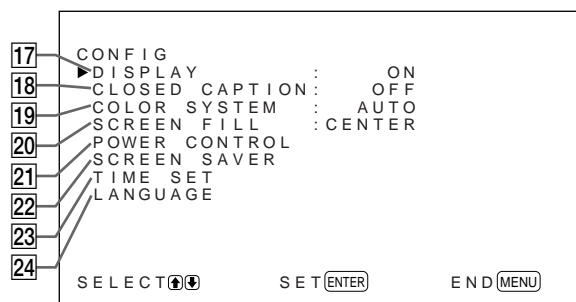 CONFIG
17 ▶DISPLAY : ON
18 CLOSED CAPTION: OFF
19 COLOR SYSTEM : AUTO
20 SCREEN FILL :CENTER
21 POWER CONTROL
22 SCREEN SAVER
23 TIME SET
24 LANGUAGE
SELECT SET ENTER END MENU